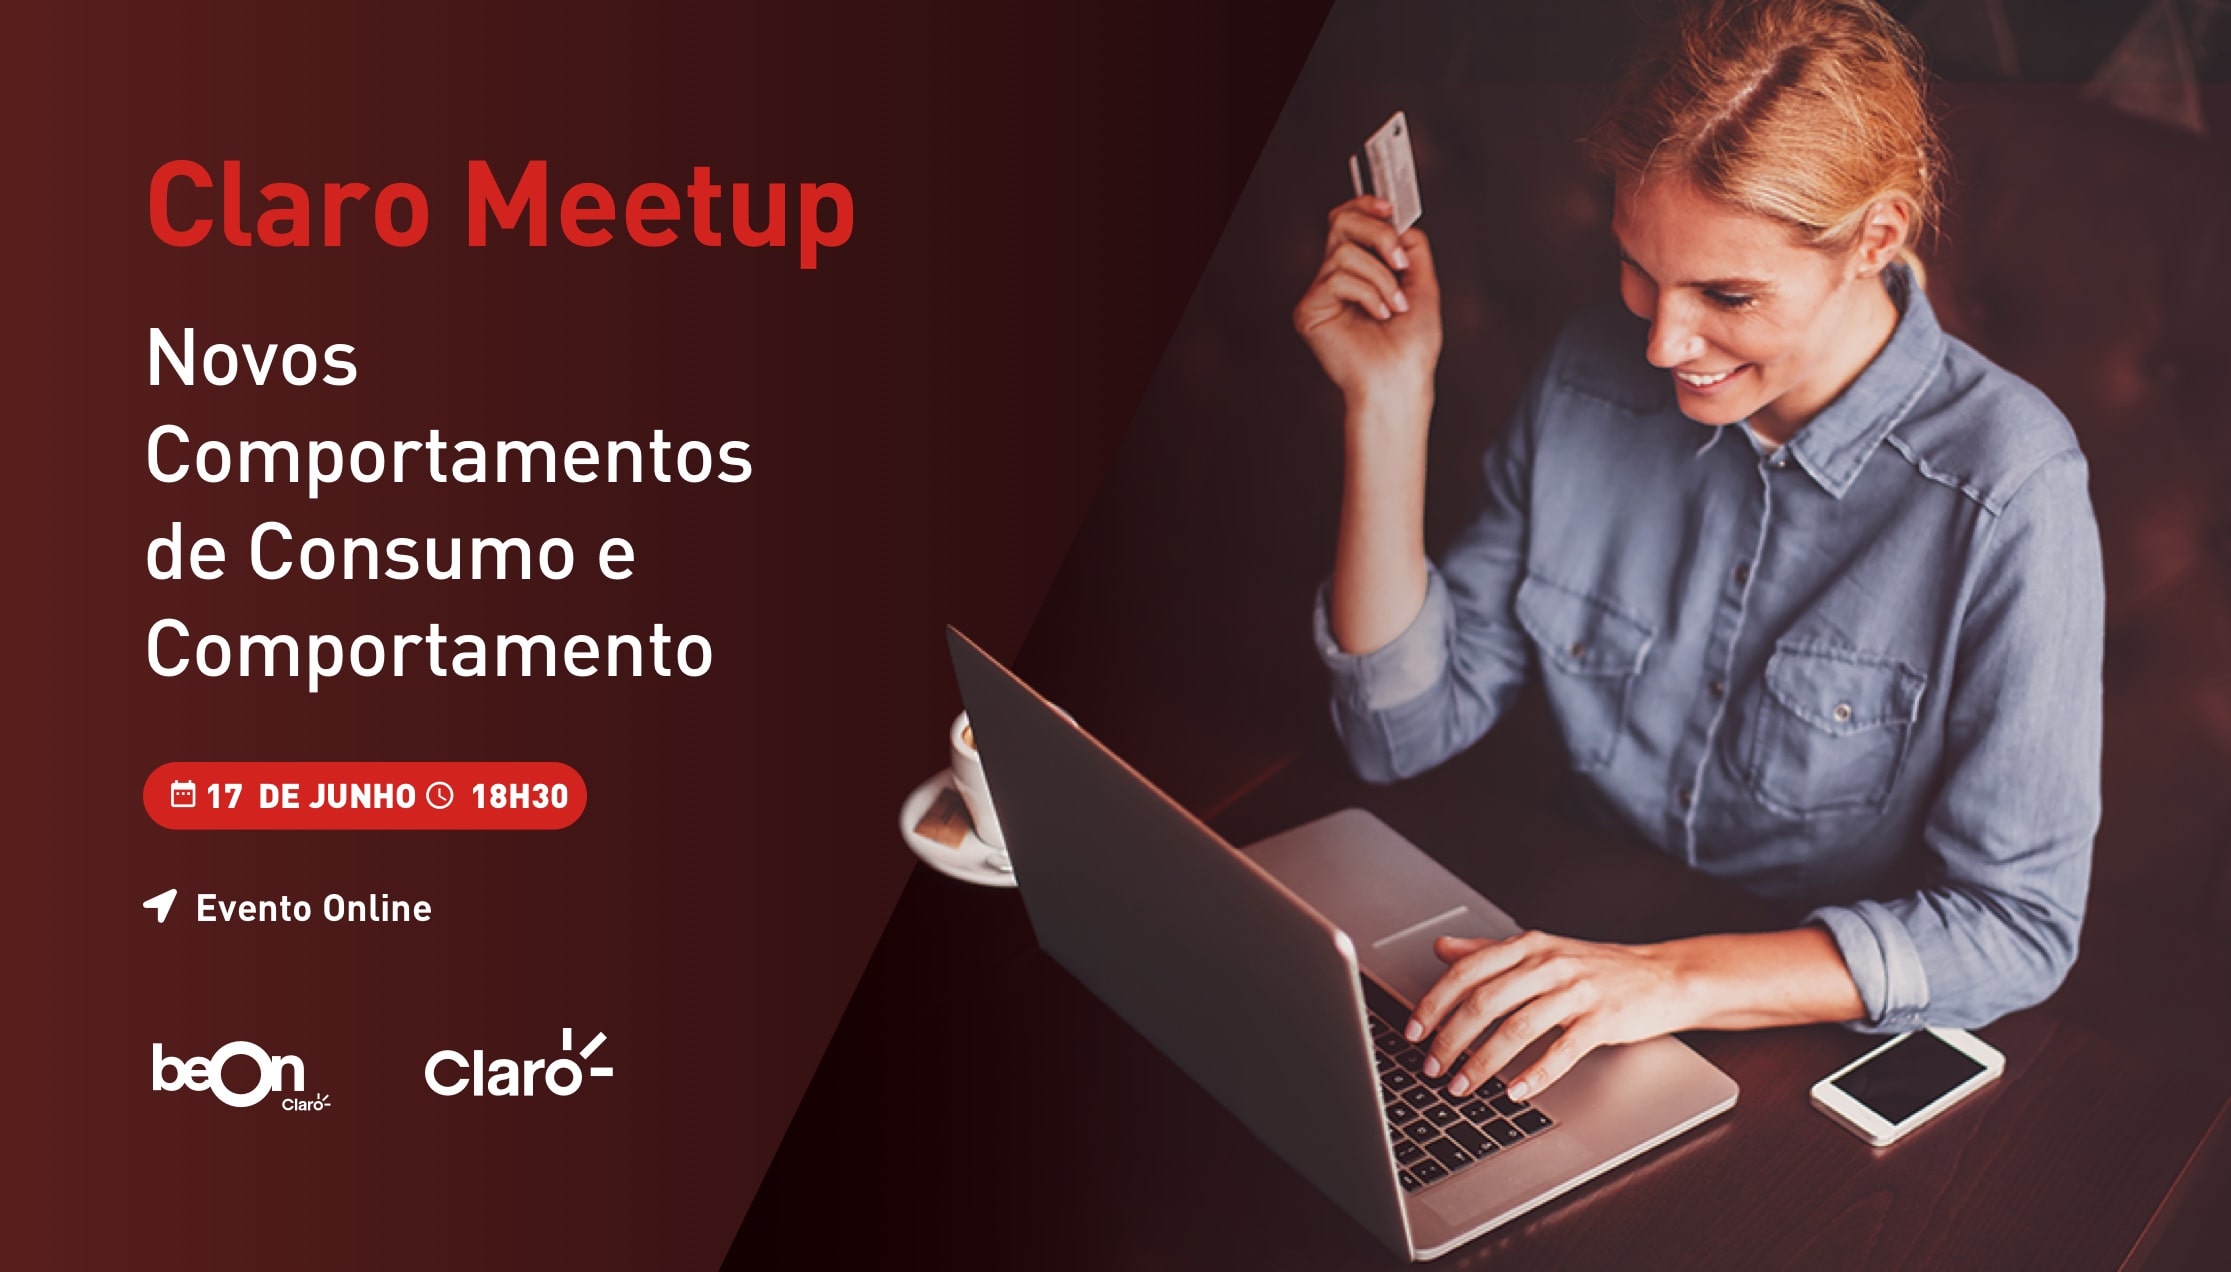 Claro Meetup
Novos
Comportamentos
de Consumo e
Comportamento
17 DE JUNHO 18H30
Evento Online
beOn Claro
Claro